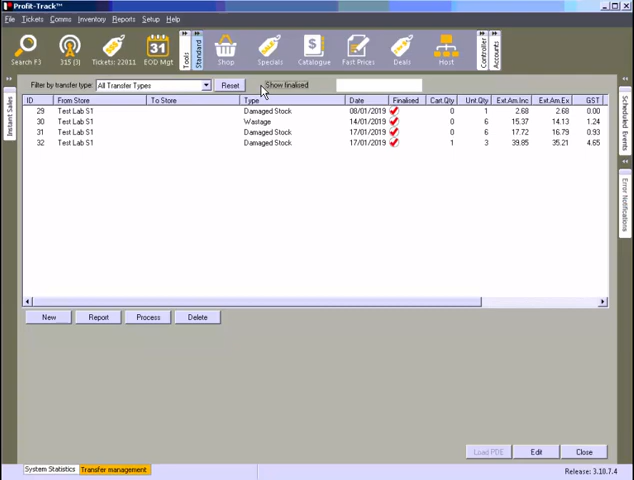 Profit-Track™
File Tickets Comms Inventory Reports Setup Help
Search F3 315 (3) Tickets: 22011 EOD Mgt Tools Standard Shop Specials Catalogue Fast Prices Deals Host Controller Accounts
31
Filter by transfer type: All Transfer Types Reset Show finalised
Instant Sales
Scheduled Events
Error Notifications
ID From Store To Store Type Date Finalised Cart.Qty Unt.Qty Ext.Am.Inc Ext.Am.Ex GST
29 Test Lab S1 Damaged Stock 08/01/2019 0 1 2.68 2.68 0.00
30 Test Lab S1 Wastage 14/01/2019 0 6 15.37 14.13 1.24
31 Test Lab S1 Damaged Stock 17/01/2019 0 6 17.72 16.79 0.93
32 Test Lab S1 Damaged Stock 17/01/2019 1 3 39.85 35.21 4.65
New Report Process Delete
Load PDE Edit Close
System Statistics Transfer management Release: 3.10.7.4